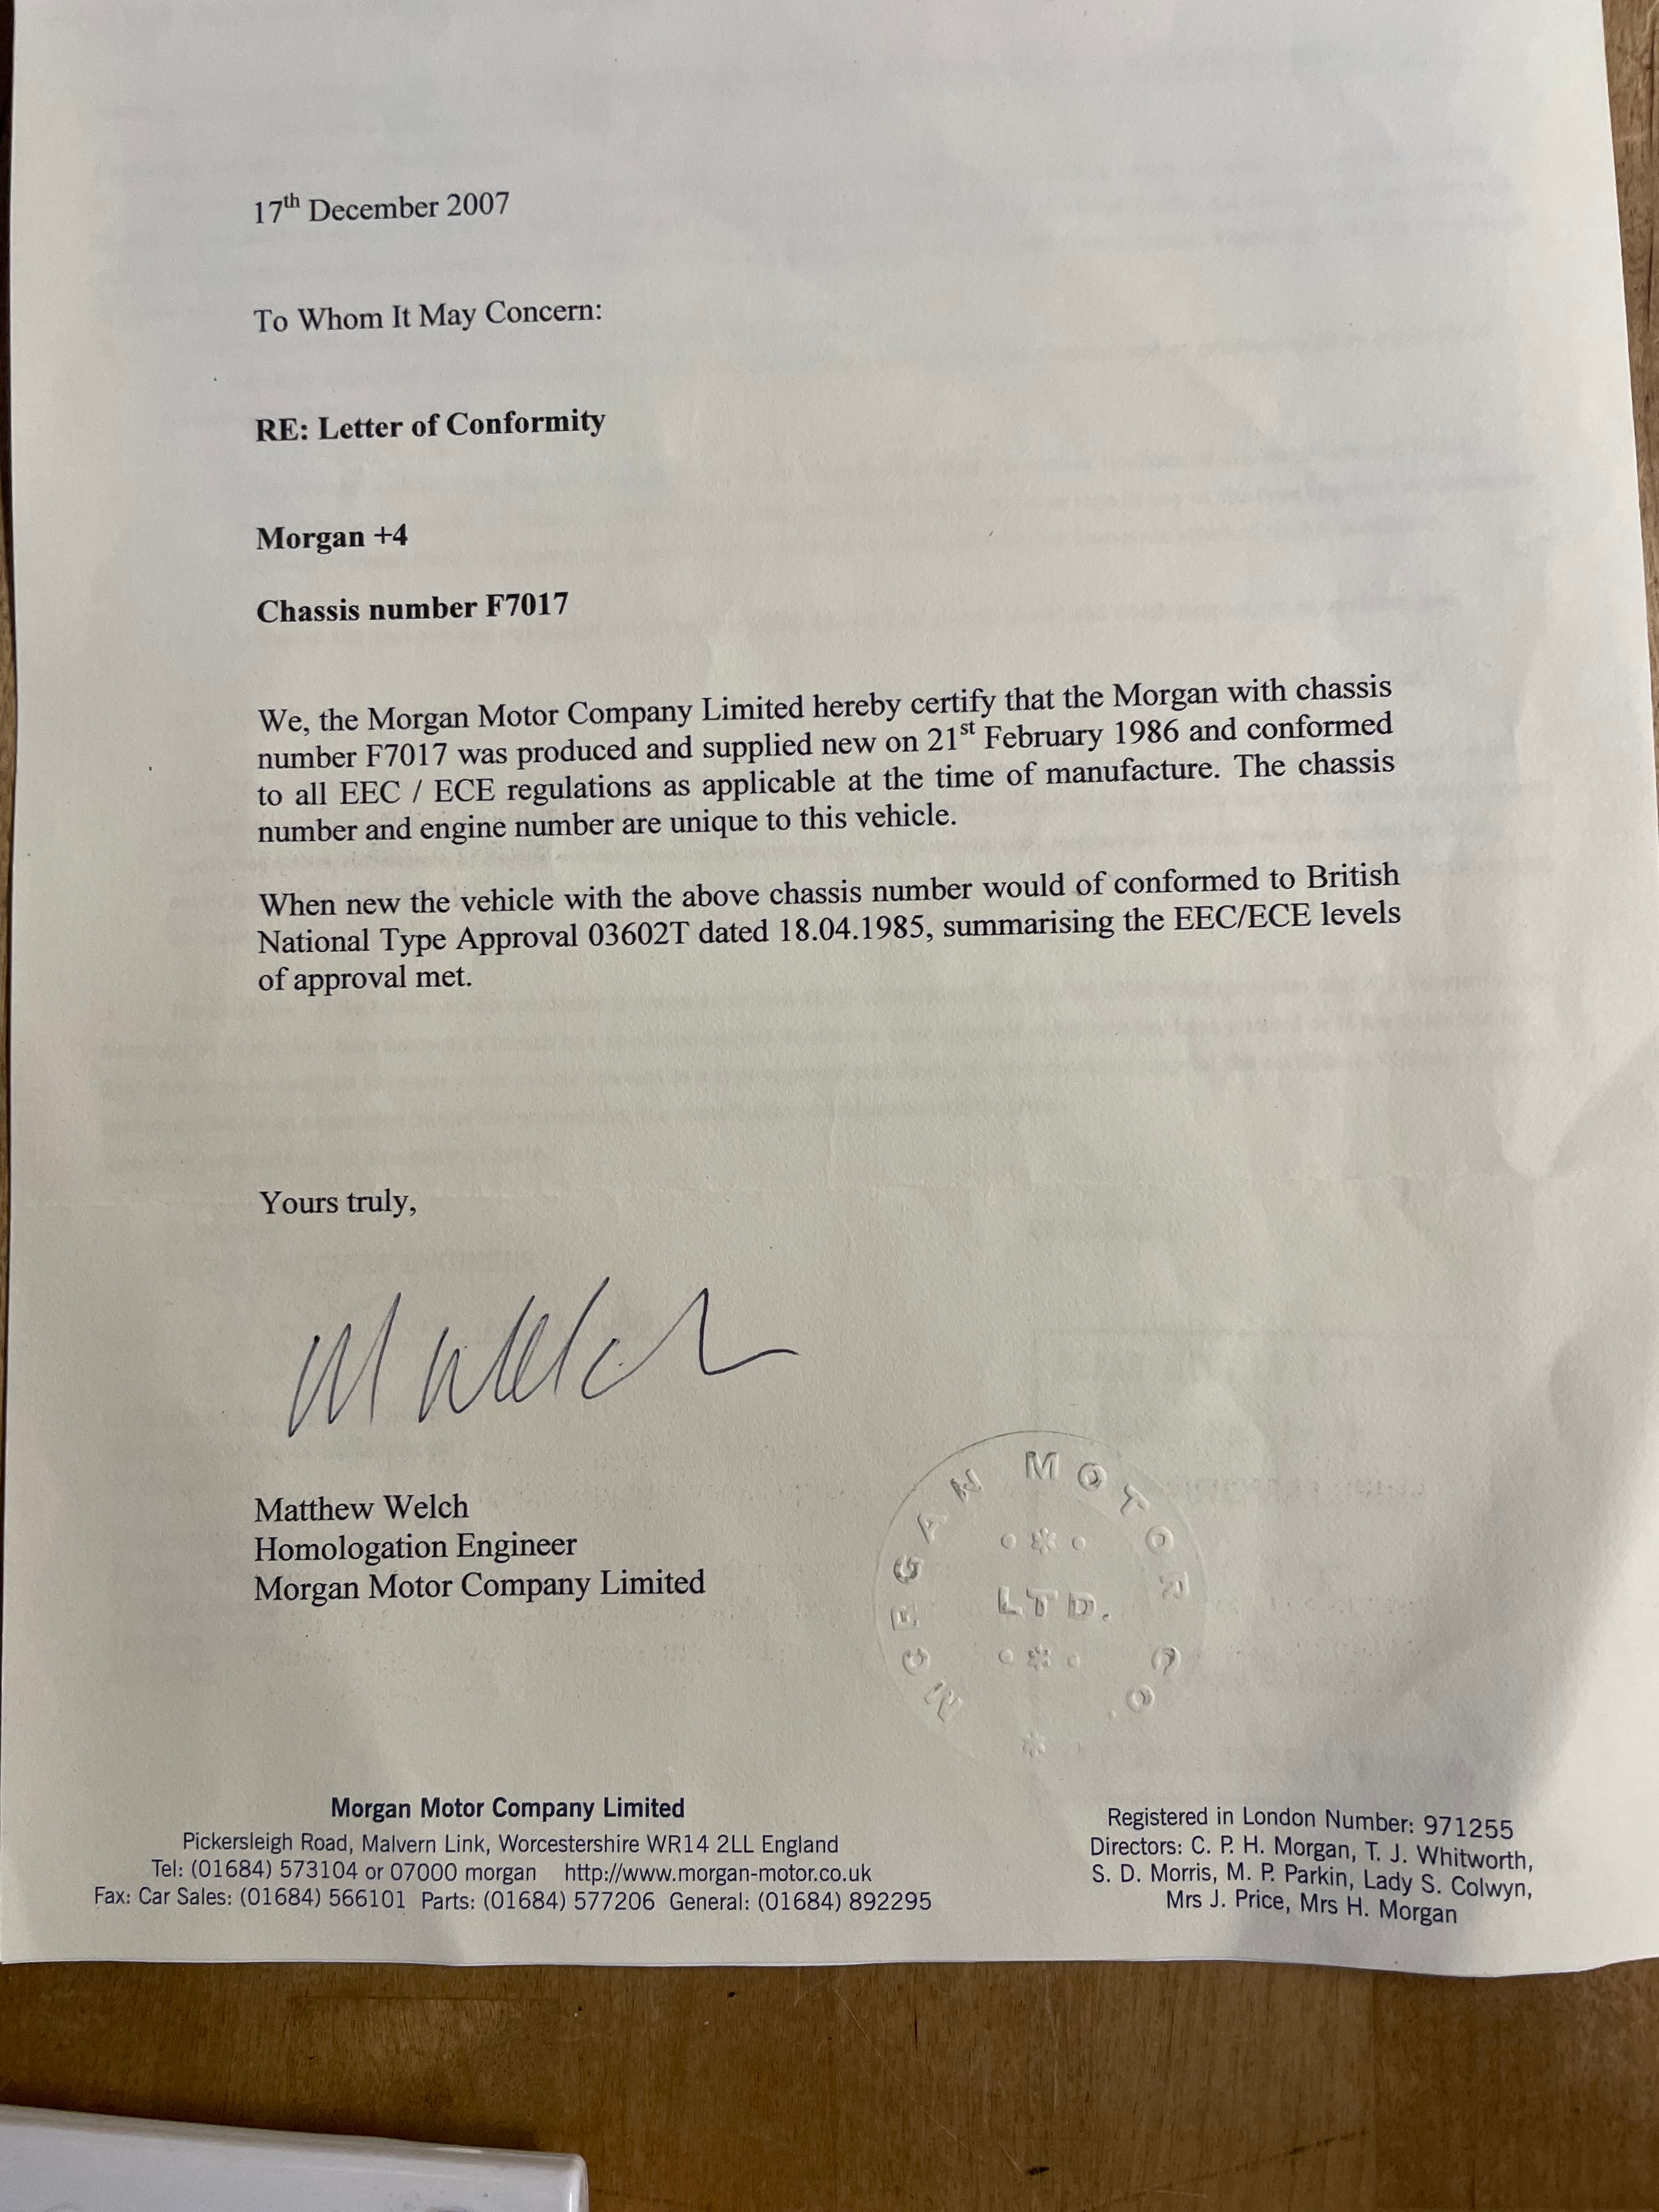 17th December 2007
To Whom It May Concern:
RE: Letter of Conformity
Morgan +4
Chassis number F7017
We, the Morgan Motor Company Limited hereby certify that the Morgan with chassis
number F7017 was produced and supplied new on 21st February 1986 and conformed
to all EEC / ECE regulations as applicable at the time of manufacture. The chassis
number and engine number are unique to this vehicle.
When new the vehicle with the above chassis number would of conformed to British
National Type Approval 03602T dated 18.04.1985, summarising the EEC/ECE levels
of approval met.
Yours truly,
M Welch
Matthew Welch
Homologation Engineer
Morgan Motor Company Limited
MORGAN MOTOR CO.
LTD.
Morgan Motor Company Limited
Pickersleigh Road, Malvern Link, Worcestershire WR14 2LL England
Tel: (01684) 573104 or 07000 morgan http://www.morgan-motor.co.uk
Fax: Car Sales: (01684) 566101 Parts: (01684) 577206 General: (01684) 892295
Registered in London Number: 971255
Directors: C. P. H. Morgan, T. J. Whitworth,
S. D. Morris, M. P. Parkin, Lady S. Colwyn,
Mrs J. Price, Mrs H. Morgan